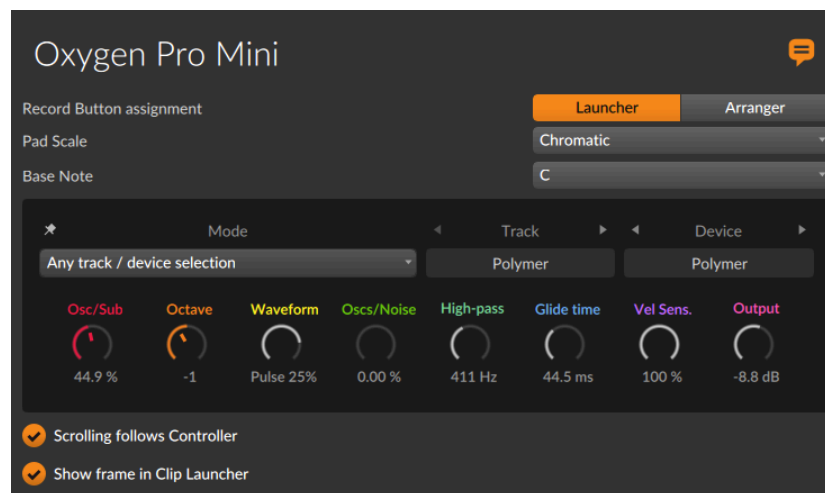 Oxygen Pro Mini
Record Button assignment Launcher Arranger
Pad Scale Chromatic
Base Note C
Mode Track Device
Any track / device selection Polymer Polymer
Osc/Sub Octave Waveform Oscs/Noise High-pass Glide time Vel Sens. Output
44.9 % -1 Pulse 25% 0.00 % 411 Hz 44.5 ms 100 % -8.8 dB
Scrolling follows Controller
Show frame in Clip Launcher